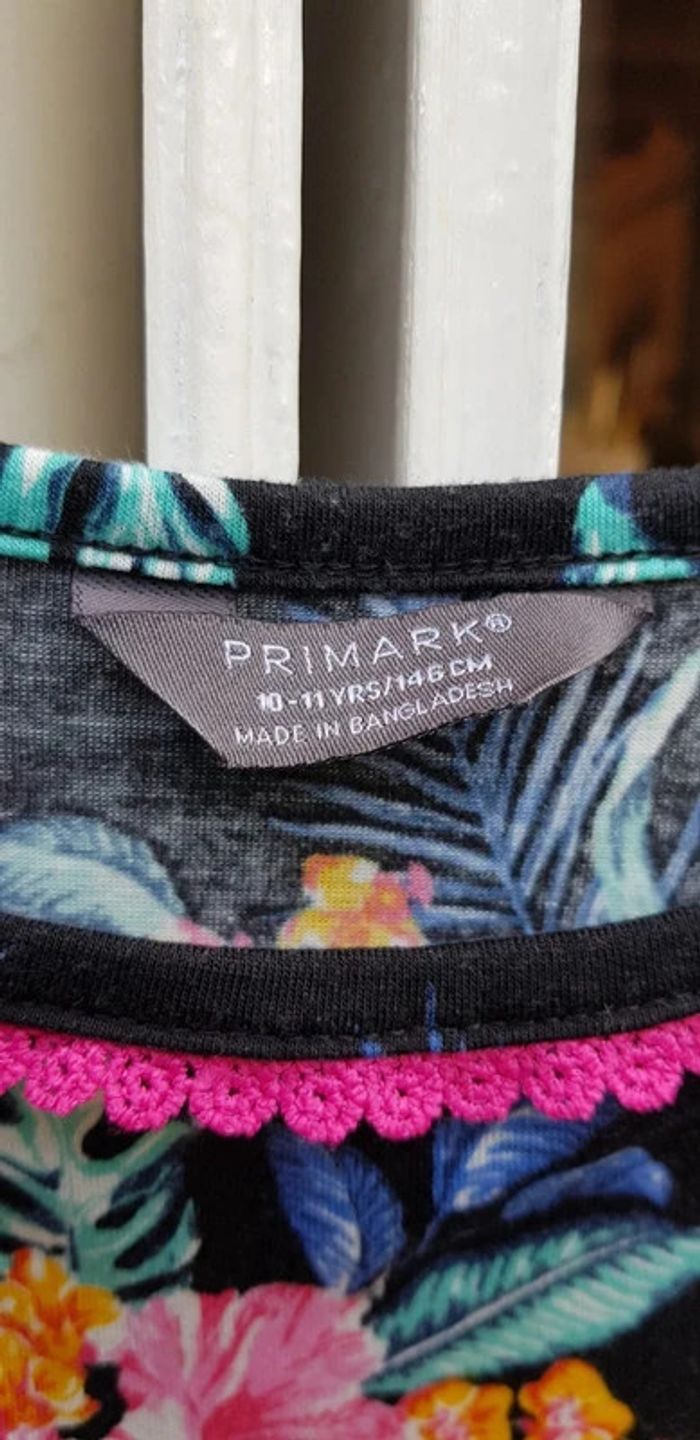 PRIMARK®
10-11 YRS/146 CM
MADE IN BANGLADESH